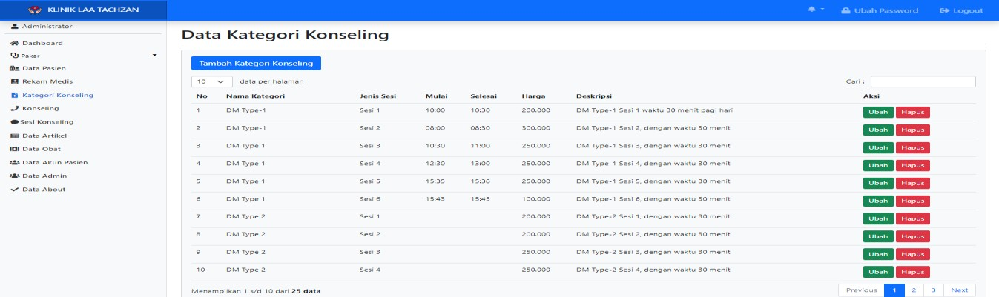 KLINIK LAA TACHZAN
Ubah Password Logout
Administrator
Dashboard
Pakar
Data Pasien
Rekam Medis
Kategori Konseling
Konseling
Sesi Konseling
Data Artikel
Data Obat
Data Akun Pasien
Data Admin
Data About
Data Kategori Konseling
Tambah Kategori Konseling
10 data per halaman Cari :
No Nama Kategori Jenis Sesi Mulai Selesai Harga Deskripsi Aksi
1 DM Type-1 Sesi 1 10:00 10:30 200.000 DM Type-1 Sesi 1 waktu 30 menit pagi hari Ubah Hapus
2 DM Type-1 Sesi 2 08:00 08:30 300.000 DM Type-1 Sesi 2, dengan waktu 30 menit Ubah Hapus
3 DM Type 1 Sesi 3 10:30 11:00 250.000 DM Type-1 Sesi 3, dengan waktu 30 menit Ubah Hapus
4 DM Type 1 Sesi 4 12:30 13:00 250.000 DM Type-1 Sesi 4, dengan waktu 30 menit Ubah Hapus
5 DM Type 1 Sesi 5 15:35 15:38 250.000 DM Type-1 Sesi 5, dengan waktu 30 menit Ubah Hapus
6 DM Type 1 Sesi 6 15:43 15:45 100.000 DM Type-1 Sesi 6, dengan waktu 30 menit Ubah Hapus
7 DM Type 2 Sesi 1 200.000 DM Type-2 Sesi 1, dengan waktu 30 menit Ubah Hapus
8 DM Type 2 Sesi 2 200.000 DM Type-2 Sesi 2, dengan waktu 30 menit Ubah Hapus
9 DM Type 2 Sesi 3 250.000 DM Type-2 Sesi 3, dengan waktu 30 menit Ubah Hapus
10 DM Type 2 Sesi 4 250.000 DM Type-2 Sesi 4, dengan waktu 30 menit Ubah Hapus
Menampilkan 1 s/d 10 dari 25 data Previous 1 2 3 Next